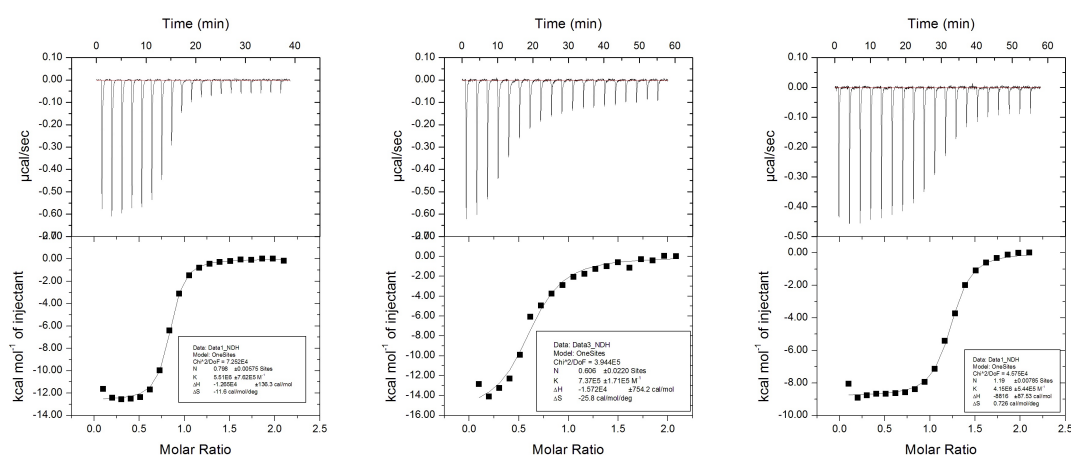 Time (min)
0 10 20 30 40
0.10
0.00
-0.10
-0.20
-0.30
-0.40
-0.50
-0.60
µcal/sec
0.00
-2.00
-4.00
-6.00
-8.00
-10.00
-12.00
-14.00
kcal mol⁻¹ of injectant
Data: Data1_NDH
Model: OneSites
Chi^2/DoF = 7.252E4
N 0.798 ±0.00575 Sites
K 5.51E6 ±7.62E5 M⁻¹
ΔH -1.265E4 ±136.3 cal/mol
ΔS -11.6 cal/mol/deg
0.0 0.5 1.0 1.5 2.0 2.5
Molar Ratio
Time (min)
0 10 20 30 40 50 60
0.10
0.00
-0.10
-0.20
-0.30
-0.40
-0.50
-0.60
µcal/sec
0.00
-2.00
-4.00
-6.00
-8.00
-10.00
-12.00
-14.00
-16.00
kcal mol⁻¹ of injectant
Data: Data3_NDH
Model: OneSites
Chi^2/DoF = 3.944E5
N 0.606 ±0.0220 Sites
K 7.37E5 ±1.71E5 M⁻¹
ΔH -1.572E4 ±754.2 cal/mol
ΔS -25.8 cal/mol/deg
0.0 0.5 1.0 1.5 2.0
Molar Ratio
Time (min)
0 10 20 30 40 50 60
0.10
0.00
-0.10
-0.20
-0.30
-0.40
-0.50
µcal/sec
0.00
-2.00
-4.00
-6.00
-8.00
-10.00
kcal mol⁻¹ of injectant
Data: Data1_NDH
Model: OneSites
Chi^2/DoF = 4.575E4
N 1.19 ±0.00765 Sites
K 4.15E6 ±5.44E5 M⁻¹
ΔH -8816 ±87.53 cal/mol
ΔS 0.726 cal/mol/deg
0.0 0.5 1.0 1.5 2.0 2.5
Molar Ratio